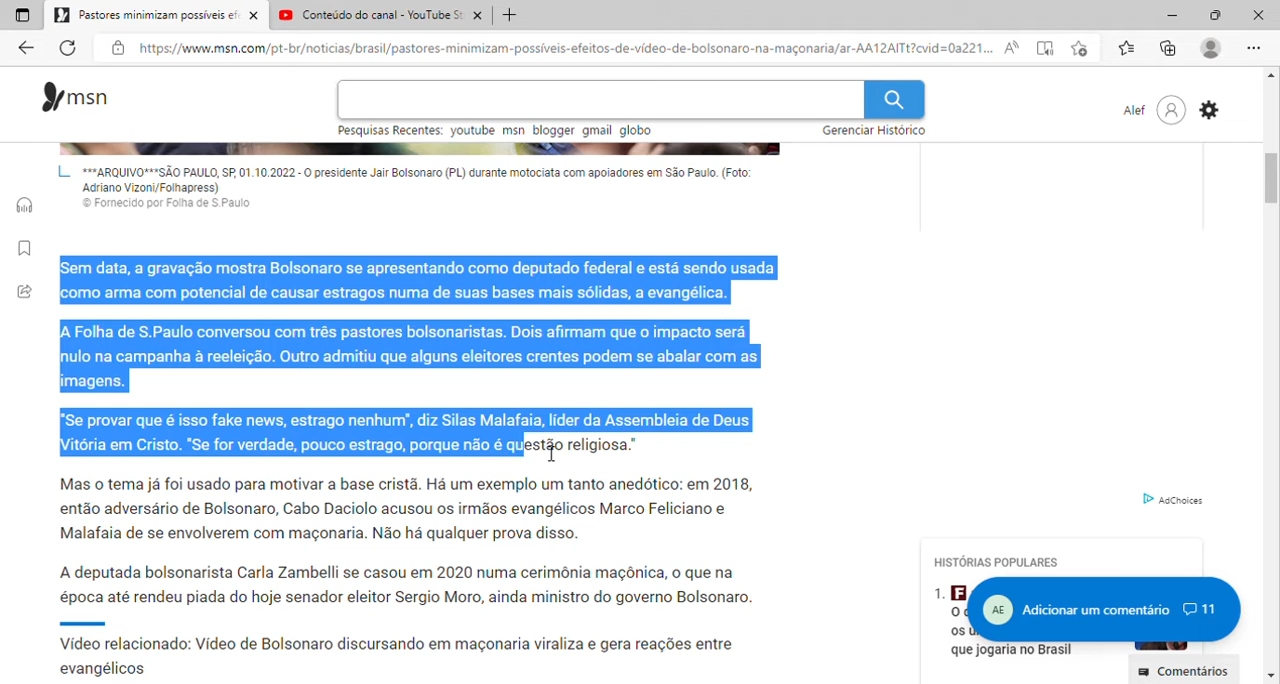 Pastores minimizam possíveis efe
Conteúdo do canal - YouTube St
https://www.msn.com/pt-br/noticias/brasil/pastores-minimizam-possíveis-efeitos-de-vídeo-de-bolsonaro-na-maçonaria/ar-AA12AITt?cvid=0a221...
msn
Pesquisas Recentes: youtube msn blogger gmail globo
Gerenciar Histórico
Alef
***ARQUIVO***SÃO PAULO, SP, 01.10.2022 - O presidente Jair Bolsonaro (PL) durante motociata com apoiadores em São Paulo. (Foto:
Adriano Vizoni/Folhapress)
© Fornecido por Folha de S.Paulo
Sem data, a gravação mostra Bolsonaro se apresentando como deputado federal e está sendo usada
como arma com potencial de causar estragos numa de suas bases mais sólidas, a evangélica.
A Folha de S.Paulo conversou com três pastores bolsonaristas. Dois afirmam que o impacto será
nulo na campanha à reeleição. Outro admitiu que alguns eleitores crentes podem se abalar com as
imagens.
"Se provar que é isso fake news, estrago nenhum", diz Silas Malafaia, líder da Assembleia de Deus
Vitória em Cristo. "Se for verdade, pouco estrago, porque não é questão religiosa."
Mas o tema já foi usado para motivar a base cristã. Há um exemplo um tanto anedótico: em 2018,
então adversário de Bolsonaro, Cabo Daciolo acusou os irmãos evangélicos Marco Feliciano e
Malafaia de se envolverem com maçonaria. Não há qualquer prova disso.
A deputada bolsonarista Carla Zambelli se casou em 2020 numa cerimônia maçônica, o que na
época até rendeu piada do hoje senador eleitor Sergio Moro, ainda ministro do governo Bolsonaro.
Vídeo relacionado: Vídeo de Bolsonaro discursando em maçonaria viraliza e gera reações entre
evangélicos
AdChoices
HISTÓRIAS POPULARES
1. F
O
os u
que jogaria no Brasil
AE Adicionar um comentário 11
Comentários